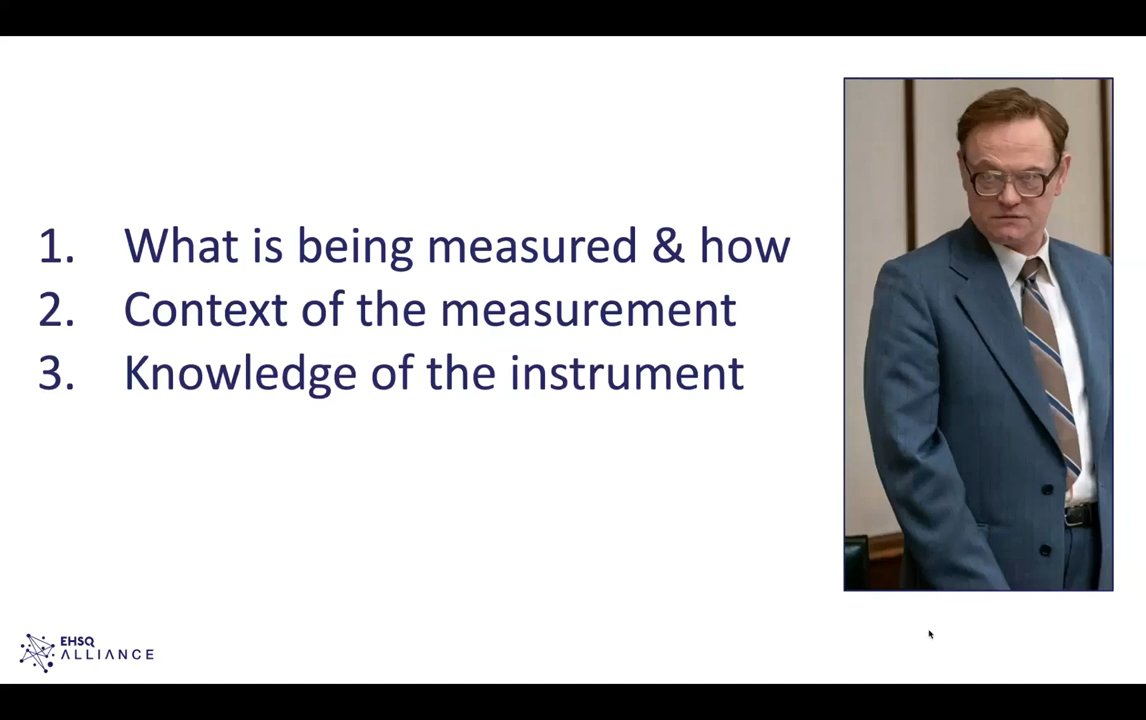 1. What is being measured & how
2. Context of the measurement
3. Knowledge of the instrument
EHSQ
ALLIANCE